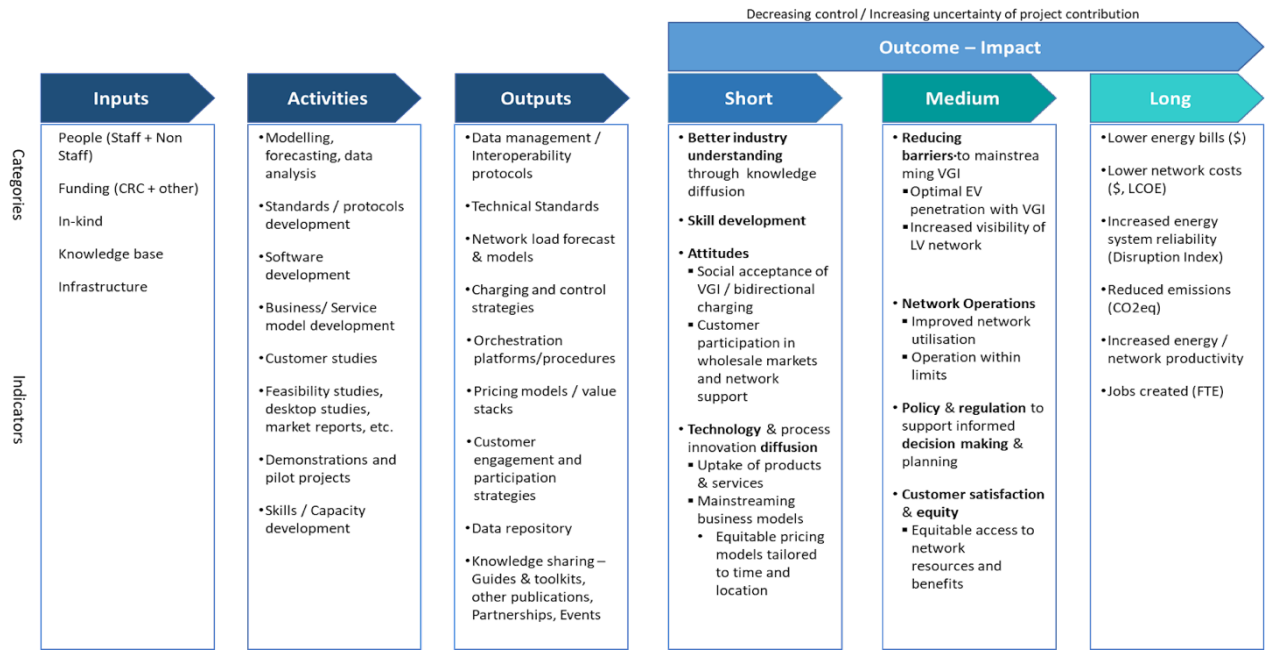 Decreasing control / Increasing uncertainty of project contribution
Outcome – Impact
Inputs
Activities
Outputs
Short
Medium
Long
Categories
Indicators
People (Staff + Non
Staff)
Funding (CRC + other)
In-kind
Knowledge base
Infrastructure
•Modelling,
forecasting, data
analysis
•Standards / protocols
development
•Software
development
•Business/ Service
model development
•Customer studies
•Feasibility studies,
desktop studies,
market reports, etc.
•Demonstrations and
pilot projects
•Skills / Capacity
development
•Data management /
Interoperability
protocols
•Technical Standards
•Network load forecast
& models
•Charging and control
strategies
•Orchestration
platforms/procedures
•Pricing models / value
stacks
•Customer
engagement and
participation
strategies
•Data repository
•Knowledge sharing –
Guides & toolkits,
other publications,
Partnerships, Events
• Better industry
understanding
through knowledge
diffusion
• Skill development
• Attitudes
▪ Social acceptance of
VGI / bidirectional
charging
▪ Customer
participation in
wholesale markets
and network
support
• Technology & process
innovation diffusion
▪ Uptake of products
& services
▪ Mainstreaming
business models
• Equitable pricing
models tailored
to time and
location
• Reducing
barriers·to mainstrea
ming VGI
▪ Optimal EV
penetration with VGI
▪ Increased visibility of
LV network
• Network Operations
▪ Improved network
utilisation
▪ Operation within
limits
• Policy & regulation to
support informed
decision making &
planning
• Customer satisfaction
& equity
▪ Equitable access to
network
resources and
benefits
•Lower energy bills ($)
•Lower network costs
($, LCOE)
•Increased energy
system reliability
(Disruption Index)
•Reduced emissions
(CO2eq)
•Increased energy /
network productivity
•Jobs created (FTE)